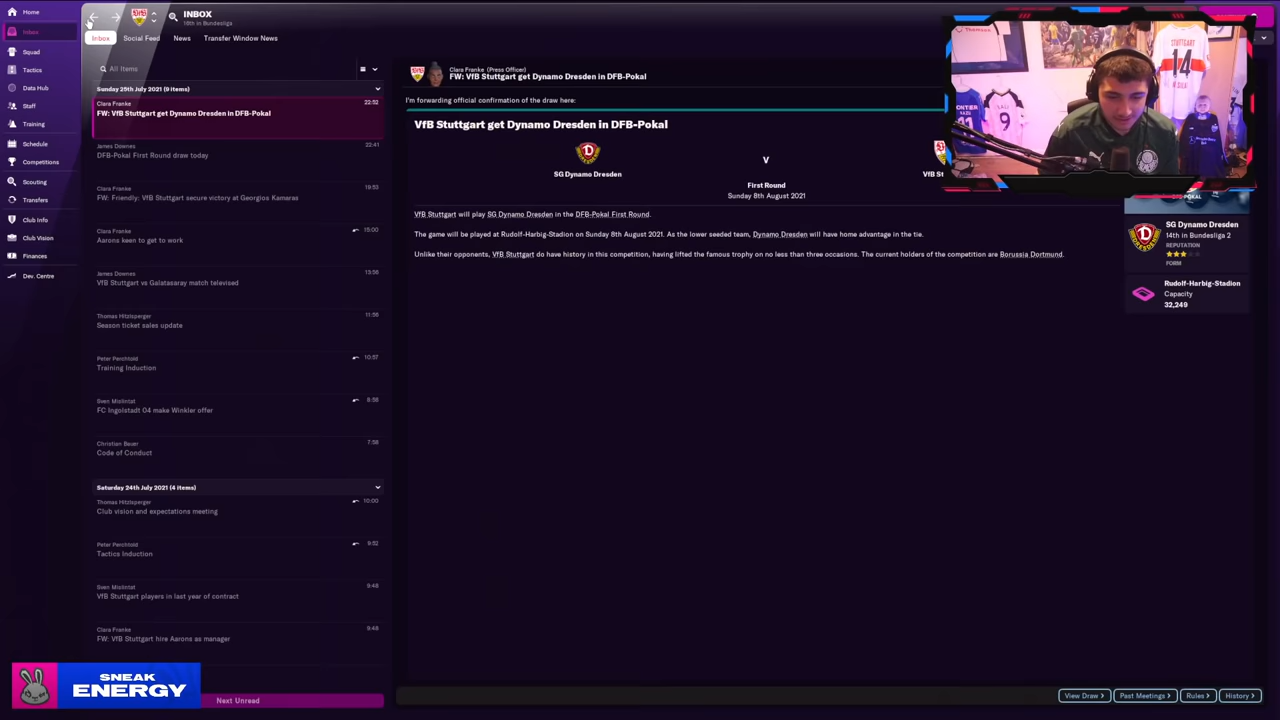 Home
INBOX
18th in Bundesliga
Inbox
Squad
Tactics
Data Hub
Staff
Training
Schedule
Competitions
Scouting
Transfers
Club Info
Club Vision
Finances
Dev. Centre
Inbox
Social Feed
News
Transfer Window News
All Items
Sunday 25th July 2021 (9 items)
Clara Franke
22:52
FW: VfB Stuttgart get Dynamo Dresden in DFB-Pokal
James Downes
22:41
DFB-Pokal First Round draw today
Clara Franke
19:53
FW: Friendly: VfB Stuttgart secure victory at Georgios Kamaras
Clara Franke
15:00
Aarons keen to get to work
James Downes
13:56
VfB Stuttgart vs Galatasaray match televised
Thomas Hitzlsperger
11:56
Season ticket sales update
Peter Perchtold
10:57
Training Induction
Sven Mislintat
8:56
FC Ingolstadt 04 make Winkler offer
Christian Beyer
7:58
Code of Conduct
Saturday 24th July 2021 (4 items)
Thomas Hitzlsperger
10:00
Club vision and expectations meeting
Peter Perchtold
9:52
Tactics Induction
Sven Mislintat
9:48
VfB Stuttgart players in last year of contract
Clara Franke
9:48
FW: VfB Stuttgart hire Aarons as manager
Next Unread
Clara Franke (Press Officer)
FW: VfB Stuttgart get Dynamo Dresden in DFB-Pokal
I'm forwarding official confirmation of the draw here:
VfB Stuttgart get Dynamo Dresden in DFB-Pokal
V
SG Dynamo Dresden
VfB St
First Round
Sunday 8th August 2021
VfB Stuttgart will play SG Dynamo Dresden in the DFB-Pokal First Round.
The game will be played at Rudolf-Harbig-Stadion on Sunday 8th August 2021. As the lower seeded team, Dynamo Dresden will have home advantage in the tie.
Unlike their opponents, VfB Stuttgart do have history in this competition, having lifted the famous trophy on no less than three occasions. The current holders of the competition are Borussia Dortmund.
POKAL
SG Dynamo Dresden
14th in Bundesliga 2
REPUTATION
FORM
Rudolf-Harbig-Stadion
Capacity
32,249
View Draw
Past Meetings
Rules
History
STUTTGART
14
9
SNEAK
ENERGY